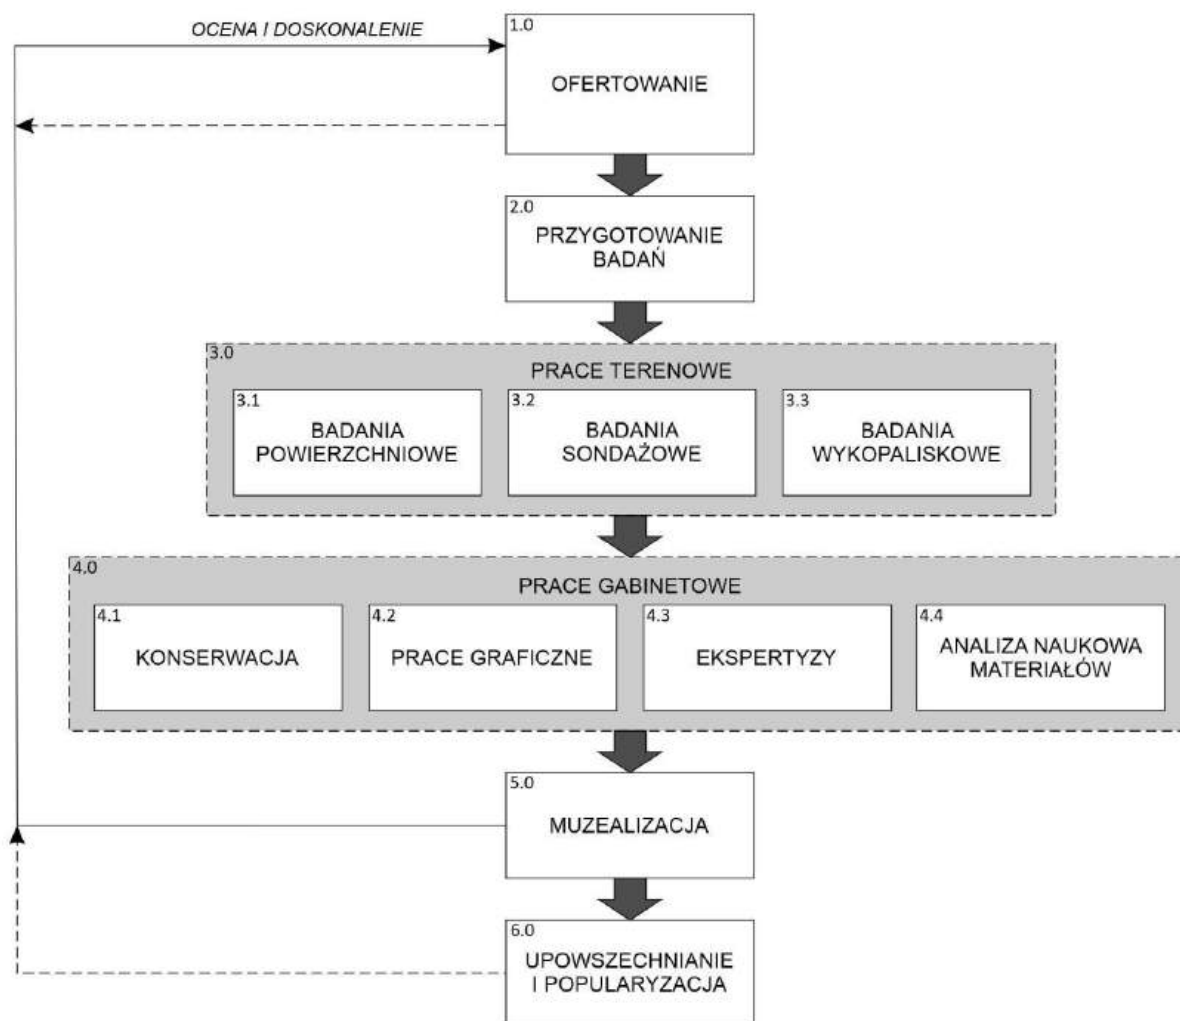 OCENA I DOSKONALENIE
1.0
OFERTOWANIE
2.0
PRZYGOTOWANIE
BADAŃ
3.0
PRACE TERENOWE
3.1
BADANIA
POWIERZCHNIOWE
3.2
BADANIA
SONDAŻOWE
3.3
BADANIA
WYKOPALISKOWE
4.0
PRACE GABINETOWE
4.1
KONSERWACJA
4.2
PRACE GRAFICZNE
4.3
EKSPERTYZY
4.4
ANALIZA NAUKOWA
MATERIAŁÓW
5.0
MUZEALIZACJA
6.0
UPOWSZECHNIANIE
I POPULARYZACJA